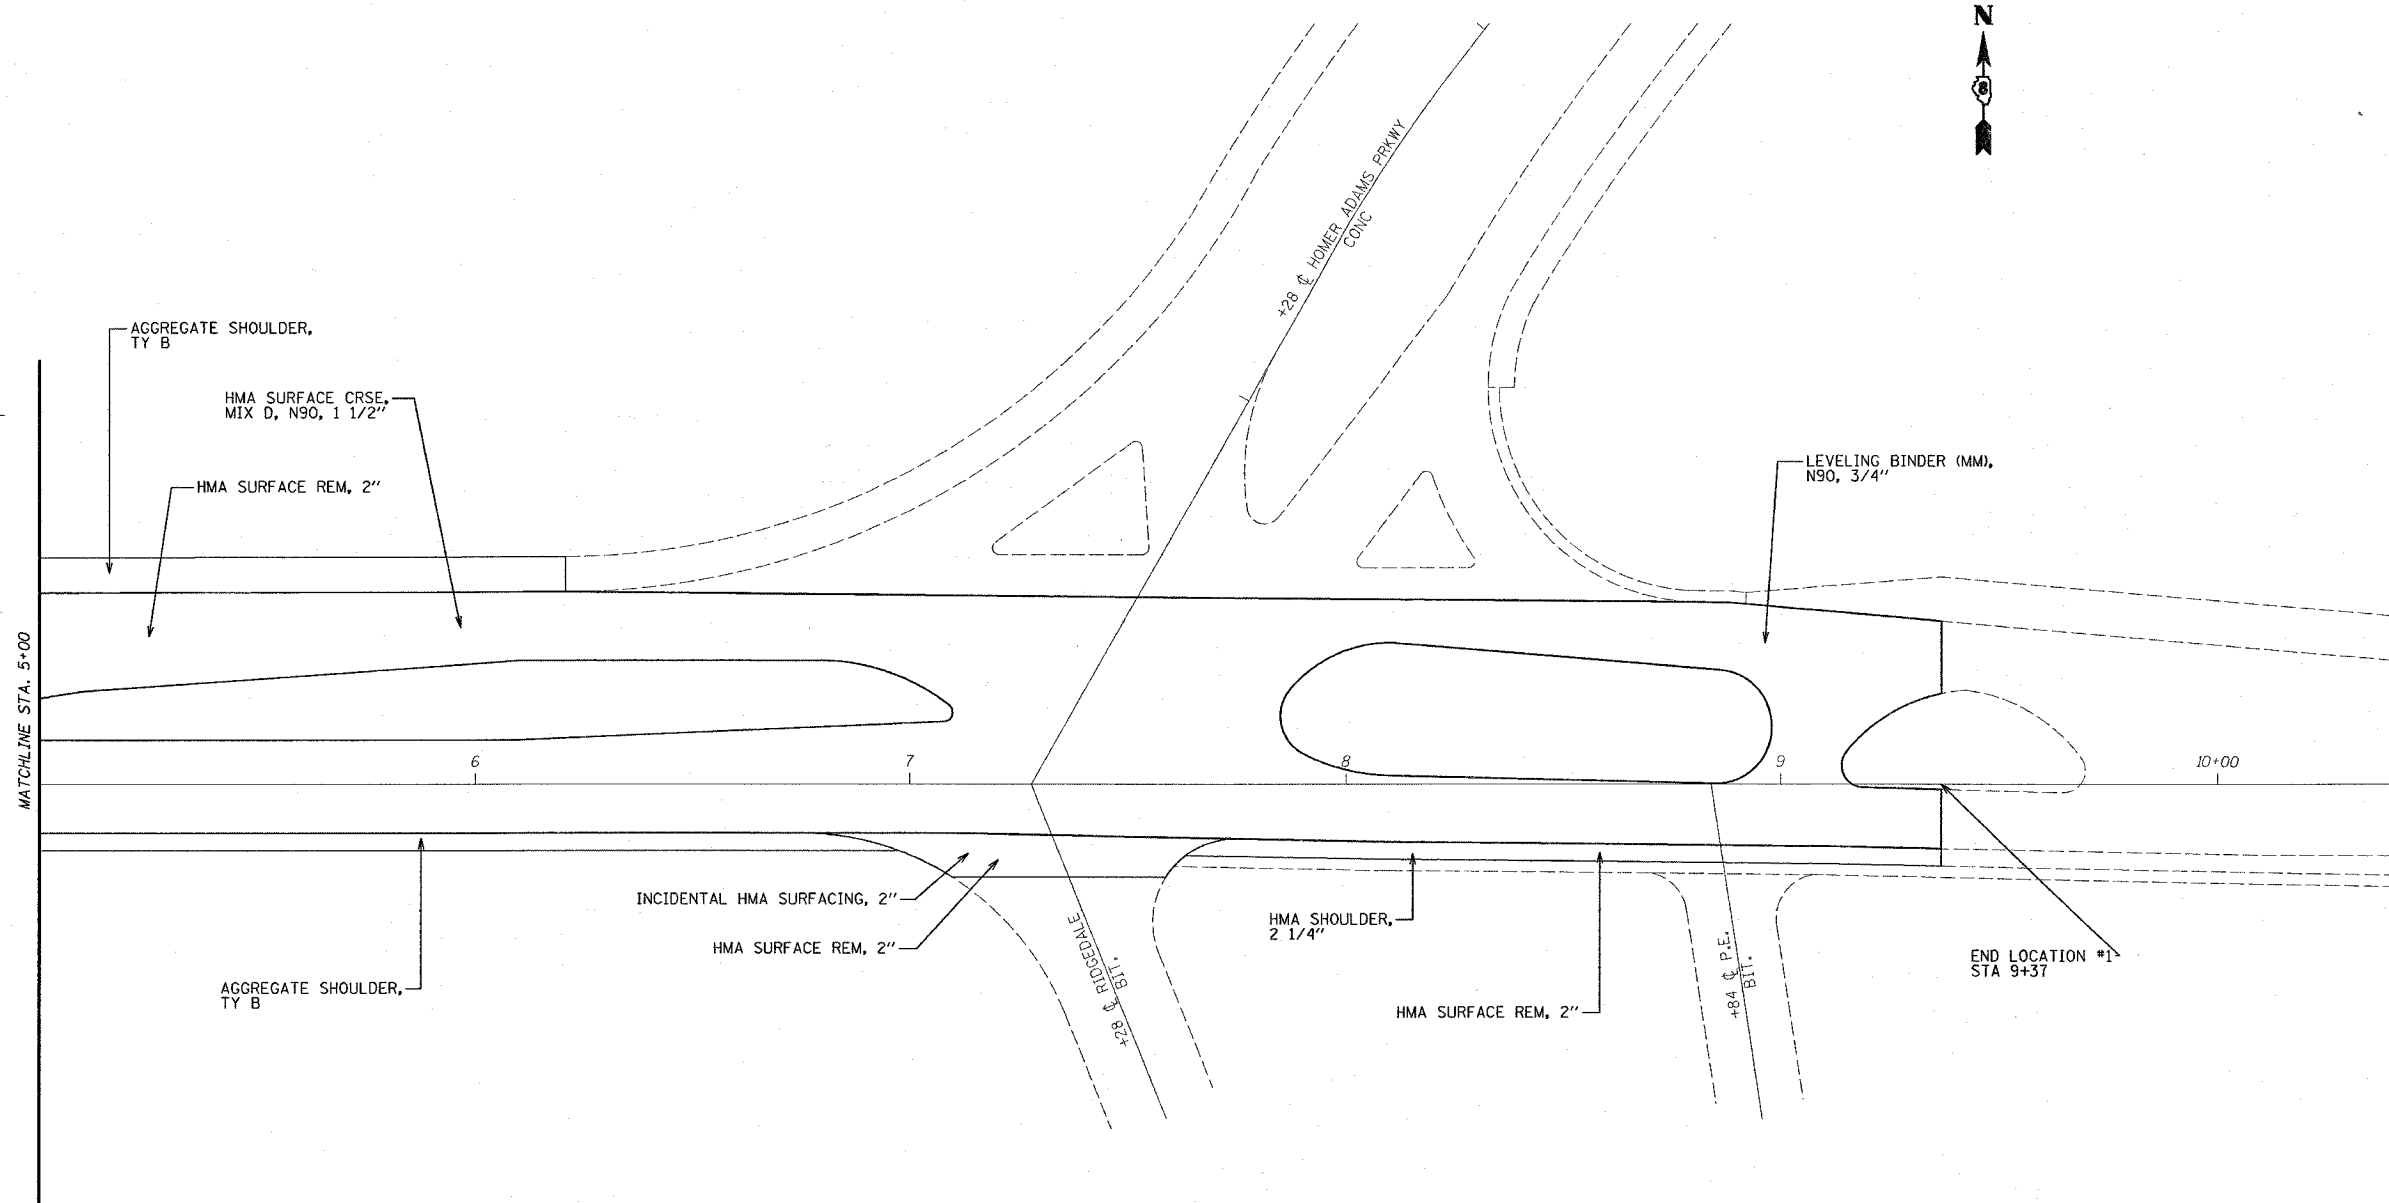 N
8
+28 ℄ HOMER ADAMS PRKWY
CONC
AGGREGATE SHOULDER,
TY B
HMA SURFACE CRSE,
MIX D, N90, 1 1/2"
HMA SURFACE REM, 2"
LEVELING BINDER (MM),
N90, 3/4"
MATCHLINE STA. 5+00
6
7
8
9
10+00
INCIDENTAL HMA SURFACING, 2"
HMA SURFACE REM, 2"
AGGREGATE SHOULDER,
TY B
+28 ℄ RIDGEDALE
BIT.
HMA SHOULDER,
2 1/4"
HMA SURFACE REM, 2"
+84 ℄ P.E.
BIT.
END LOCATION #1
STA 9+37